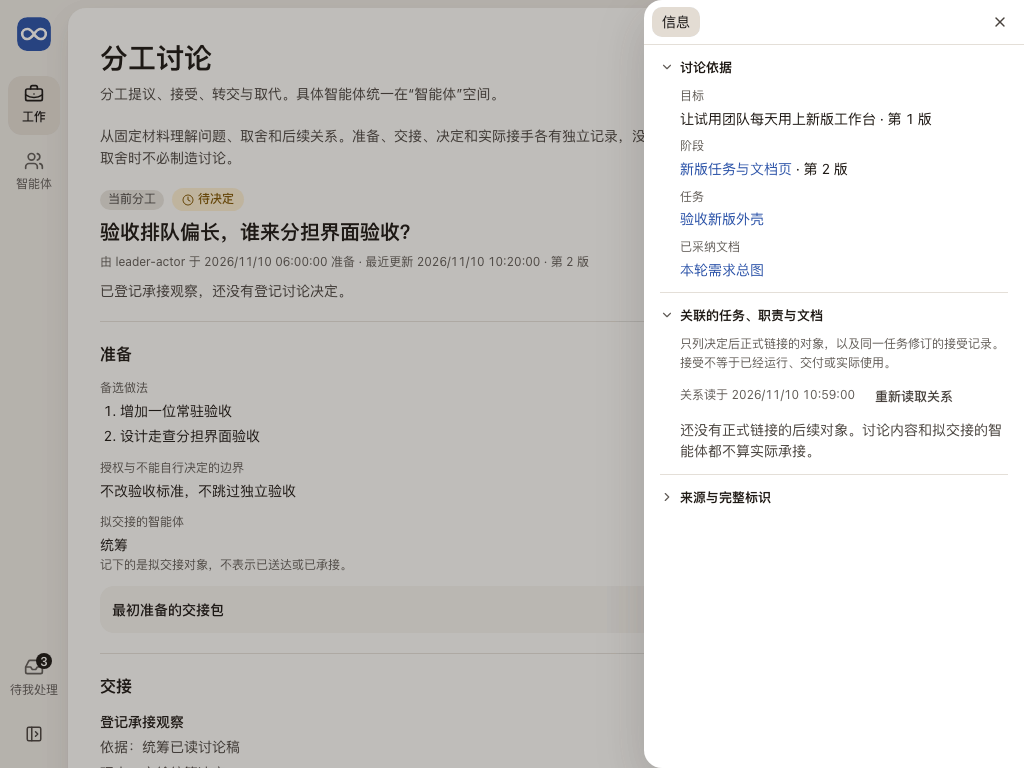 工作
智能体
3
待我处理
分工讨论
分工提议、接受、转交与取代。具体智能体统一在“智能体”空间。
从固定材料理解问题、取舍和后续关系。准备、交接、决定和实际接手各有独立记录，没
取舍时不必制造讨论。
当前分工
待决定
验收排队偏长，谁来分担界面验收？
由 leader-actor 于 2026/11/10 06:00:00 准备 · 最近更新 2026/11/10 10:20:00 · 第 2 版
已登记承接观察，还没有登记讨论决定。
准备
备选做法
1. 增加一位常驻验收
2. 设计走查分担界面验收
授权与不能自行决定的边界
不改验收标准，不跳过独立验收
拟交接的智能体
统筹
记下的是拟交接对象，不表示已送达或已承接。
最初准备的交接包
交接
登记承接观察
依据：统筹已读讨论稿
信息
讨论依据
目标
让试用团队每天用上新版工作台 · 第 1 版
阶段
新版任务与文档页 · 第 2 版
任务
验收新版外壳
已采纳文档
本轮需求总图
关联的任务、职责与文档
只列决定后正式链接的对象，以及同一任务修订的接受记录。
接受不等于已经运行、交付或实际使用。
关系读于 2026/11/10 10:59:00
重新读取关系
还没有正式链接的后续对象。讨论内容和拟交接的智
能体都不算实际承接。
来源与完整标识